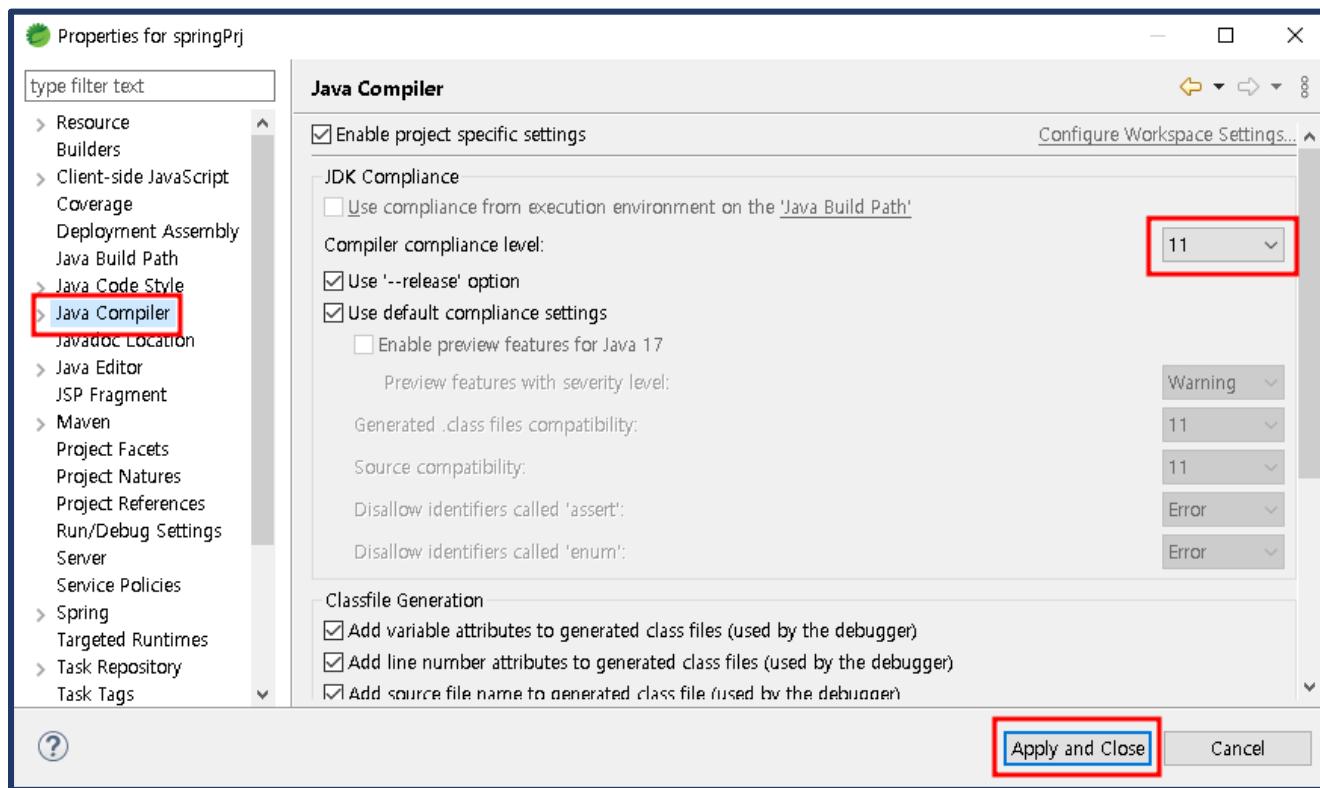 Properties for springPrj
type filter text
Resource
Builders
Client-side JavaScript
Coverage
Deployment Assembly
Java Build Path
Java Code Style
Java Compiler
Javadoc Location
Java Editor
JSP Fragment
Maven
Project Facets
Project Natures
Project References
Run/Debug Settings
Server
Service Policies
Spring
Targeted Runtimes
Task Repository
Task Tags
Java Compiler
Enable project specific settings
Configure Workspace Settings...
JDK Compliance
Use compliance from execution environment on the 'Java Build Path'
Compiler compliance level: 11
Use '--release' option
Use default compliance settings
Enable preview features for Java 17
Preview features with severity level: Warning
Generated .class files compatibility: 11
Source compatibility: 11
Disallow identifiers called 'assert': Error
Disallow identifiers called 'enum': Error
Classfile Generation
Add variable attributes to generated class files (used by the debugger)
Add line number attributes to generated class files (used by the debugger)
Add source file name to generated class file (used by the debugger)
Apply and Close
Cancel